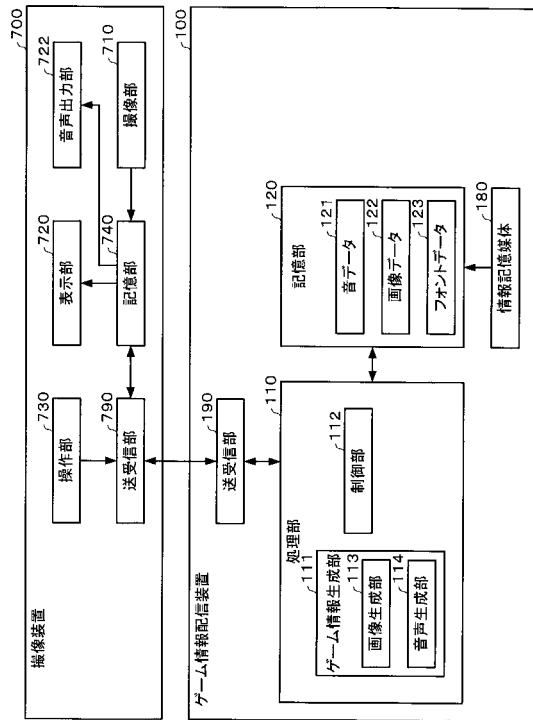 撮像装置
700
操作部
730
表示部
720
音声出力部
722
送受信部
790
記憶部
740
撮像部
710
ゲーム情報配信装置
100
送受信部
190
処理部
110
ゲーム情報生成部
111
画像生成部
113
音声生成部
114
制御部
112
記憶部
120
音データ
121
画像データ
122
フォントデータ
123
情報記憶媒体
180